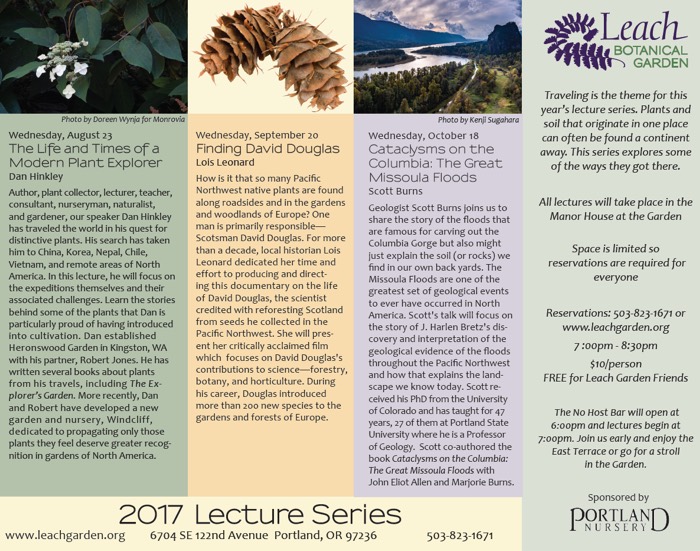 Photo by Doreen Wynja for Monrovia
Wednesday, August 23
The Life and Times of a
Modern Plant Explorer
Dan Hinkley
Author, plant collector, lecturer, teacher,
consultant, nurseryman, naturalist,
and gardener, our speaker Dan Hinkley
has traveled the world in his quest for
distinctive plants. His search has taken
him to China, Korea, Nepal, Chile,
Vietnam, and remote areas of North
America. In this lecture, he will focus on
the expeditions themselves and their
associated challenges. Learn the stories
behind some of the plants that Dan is
particularly proud of having introduced
into cultivation. Dan established
Heronswood Garden in Kingston, WA
with his partner, Robert Jones. He has
written several books about plants
from his travels, including The Ex-
plorer's Garden. More recently, Dan
and Robert have developed a new
garden and nursery, Windcliff,
dedicated to propagating only those
plants they feel deserve greater recog-
nition in gardens of North America.
Wednesday, September 20
Finding David Douglas
Lois Leonard
How is it that so many Pacific
Northwest native plants are found
along roadsides and in the gardens
and woodlands of Europe? One
man is primarily responsible—
Scotsman David Douglas. For more
than a decade, local historian Lois
Leonard dedicated her time and
effort to producing and direct-
ing this documentary on the life
of David Douglas, the scientist
credited with reforesting Scotland
from seeds he collected in the
Pacific Northwest. She will pres-
ent her critically acclaimed film
which focuses on David Douglas's
contributions to science—forestry,
botany, and horticulture. During
his career, Douglas introduced
more than 200 new species to the
gardens and forests of Europe.
Photo by Kenji Sugahara
Wednesday, October 18
Cataclysms on the
Columbia: The Great
Missoula Floods
Scott Burns
Geologist Scott Burns joins us to
share the story of the floods that
are famous for carving out the
Columbia Gorge but also might
just explain the soil (or rocks) we
find in our own back yards. The
Missoula Floods are one of the
greatest set of geological events
to ever have occurred in North
America. Scott's talk will focus on
the story of J. Harlen Bretz's dis-
covery and interpretation of the
geological evidence of the floods
throughout the Pacific Northwest
and how that explains the land-
scape we know today. Scott re-
ceived his PhD from the University
of Colorado and has taught for 47
years, 27 of them at Portland State
University where he is a Professor
of Geology. Scott co-authored the
book Cataclysms on the Columbia:
The Great Missoula Floods with
John Eliot Allen and Marjorie Burns.
Leach
BOTANICAL
GARDEN
Traveling is the theme for this
year's lecture series. Plants and
soil that originate in one place
can often be found a continent
away. This series explores some
of the ways they got there.
All lectures will take place in the
Manor House at the Garden
Space is limited so
reservations are required for
everyone
Reservations: 503-823-1671 or
www.leachgarden.org
7 :00pm - 8:30pm
$10/person
FREE for Leach Garden Friends
The No Host Bar will open at
6:00pm and lectures begin at
7:00pm. Join us early and enjoy the
East Terrace or go for a stroll
in the Garden.
Sponsored by
PORTLAND
NURSERY
2017 Lecture Series
www.leachgarden.org 6704 SE 122nd Avenue Portland, OR 97236 503-823-1671